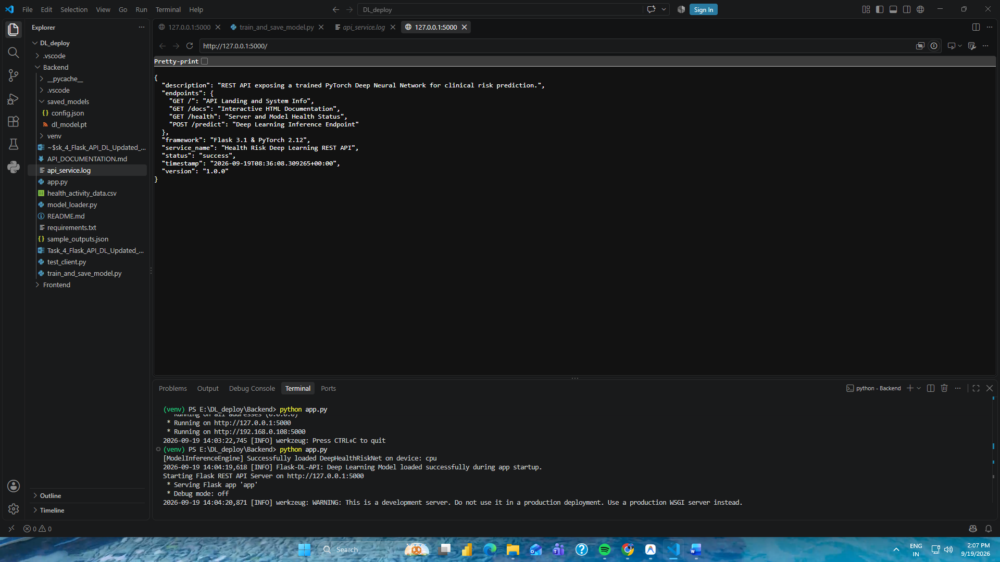 File Edit Selection View Go Run Terminal Help
DL_deploy
Sign In
Explorer
DL_deploy
.vscode
Backend
__pycache__
.vscode
saved_models
config.json
dl_model.pt
venv
~$sk_4_Flask_API_DL_Updated_...
API_DOCUMENTATION.md
api_service.log
app.py
health_activity_data.csv
model_loader.py
README.md
requirements.txt
sample_outputs.json
Task_4_Flask_API_DL_Updated_...
test_client.py
train_and_save_model.py
Frontend
Outline
Timeline
127.0.0.1:5000 train_and_save_model.py api_service.log 127.0.0.1:5000
http://127.0.0.1:5000/
Pretty-print
{
"description": "REST API exposing a trained PyTorch Deep Neural Network for clinical risk prediction.",
"endpoints": {
"GET /": "API Landing and System Info",
"GET /docs": "Interactive HTML Documentation",
"GET /health": "Server and Model Health Status",
"POST /predict": "Deep Learning Inference Endpoint"
},
"framework": "Flask 3.1 & PyTorch 2.12",
"service_name": "Health Risk Deep Learning REST API",
"status": "success",
"timestamp": "2026-09-19T08:36:08.309265+00:00",
"version": "1.0.0"
}
Problems Output Debug Console Terminal Ports
python - Backend
(venv) PS E:\DL_deploy\Backend> python app.py
* Running on all addresses (0.0.0.0)
* Running on http://127.0.0.1:5000
* Running on http://192.168.0.108:5000
2026-09-19 14:03:22,745 [INFO] werkzeug: Press CTRL+C to quit
(venv) PS E:\DL_deploy\Backend> python app.py
[ModelInferenceEngine] Successfully loaded DeepHealthRiskNet on device: cpu
2026-09-19 14:04:19,618 [INFO] Flask-DL-API: Deep Learning Model loaded successfully during app startup.
Starting Flask REST API Server on http://127.0.0.1:5000
* Serving Flask app 'app'
* Debug mode: off
2026-09-19 14:04:20,871 [INFO] werkzeug: WARNING: This is a development server. Do not use it in a production deployment. Use a production WSGI server instead.
0 0
Search
ENG
IN
2:07 PM
9/19/2026